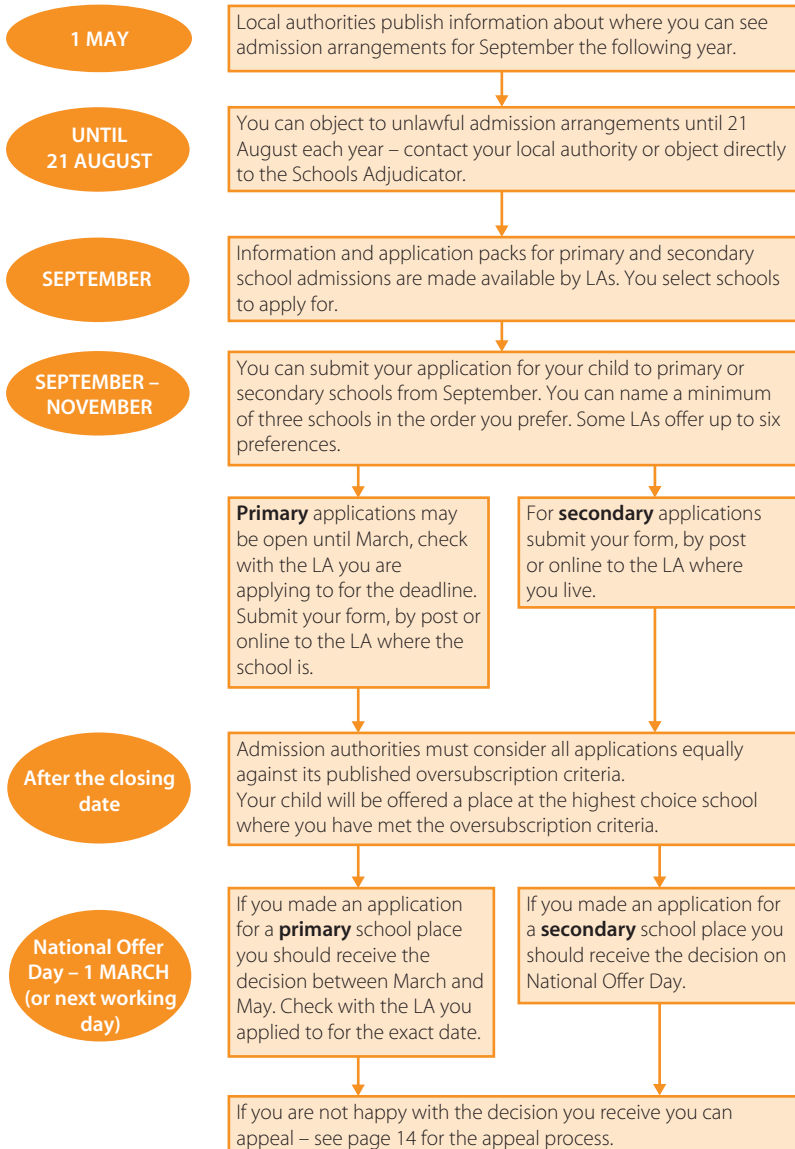 1 MAY
Local authorities publish information about where you can see
admission arrangements for September the following year.
UNTIL
21 AUGUST
You can object to unlawful admission arrangements until 21
August each year – contact your local authority or object directly
to the Schools Adjudicator.
SEPTEMBER
Information and application packs for primary and secondary
school admissions are made available by LAs. You select schools
to apply for.
SEPTEMBER –
NOVEMBER
You can submit your application for your child to primary or
secondary schools from September. You can name a minimum
of three schools in the order you prefer. Some LAs offer up to six
preferences.
Primary applications may
be open until March, check
with the LA you are
applying to for the deadline.
Submit your form, by post or
online to the LA where the
school is.
For secondary applications
submit your form, by post
or online to the LA where
you live.
After the closing
date
Admission authorities must consider all applications equally
against its published oversubscription criteria.
Your child will be offered a place at the highest choice school
where you have met the oversubscription criteria.
National Offer
Day – 1 MARCH
(or next working
day)
If you made an application
for a primary school place
you should receive the
decision between March and
May. Check with the LA you
applied to for the exact date.
If you made an application for
a secondary school place you
should receive the decision on
National Offer Day.
If you are not happy with the decision you receive you can
appeal – see page 14 for the appeal process.